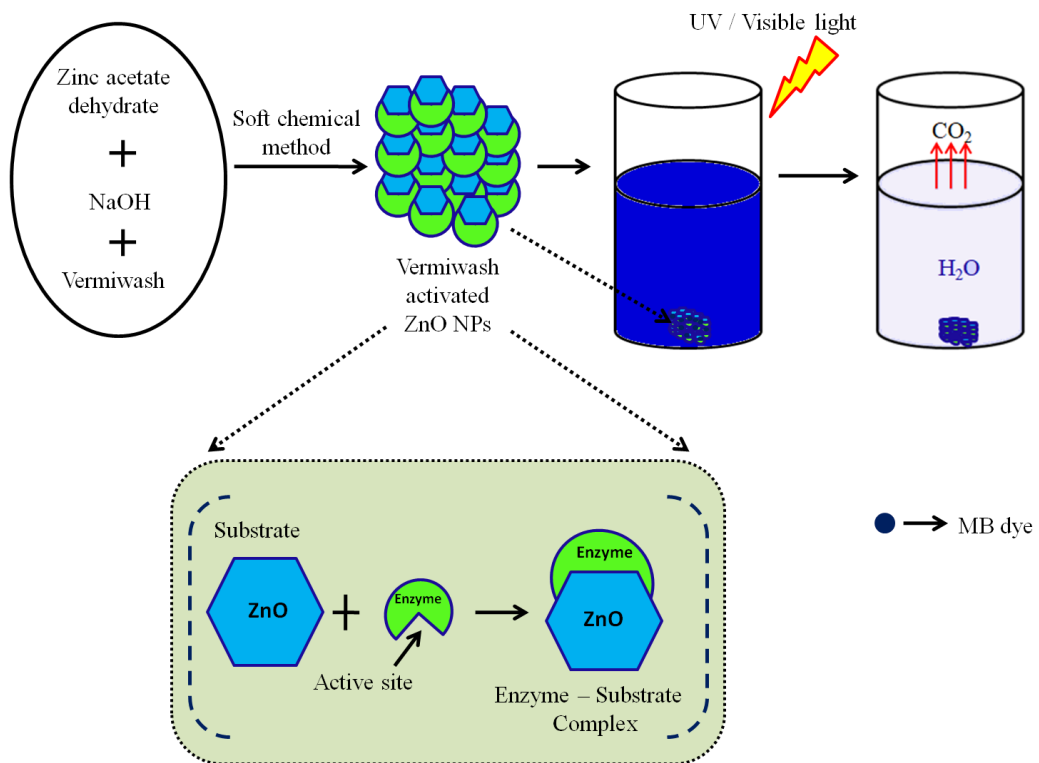 UV / Visible light
Zinc acetate
dehydrate
+
NaOH
+
Vermiwash
Soft chemical
method
Vermiwash
activated
ZnO NPs
CO2
H2O
Substrate
ZnO
+
Enzyme
Active site
Enzyme
ZnO
Enzyme – Substrate
Complex
MB dye